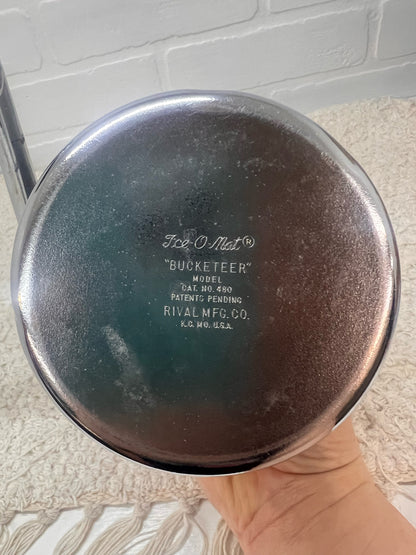 Ice-O-Mat®
"BUCKETEER"
MODEL
CAT. NO. 480
PATENTS PENDING
RIVAL MFG. CO.
K.C. MO. U.S.A.